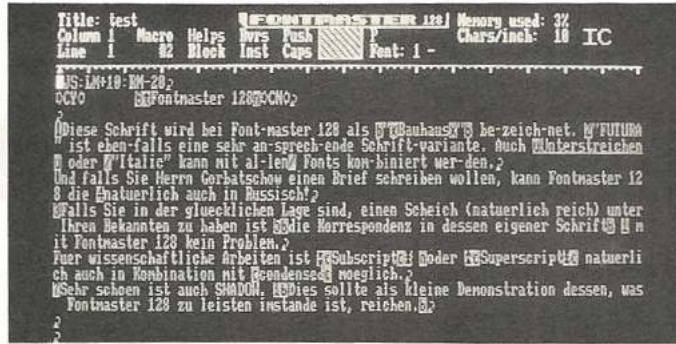 Title: test FONTMASTER 128 Memory used: 3%
Column 1 Macro Helps Rvrs Push P Chars/inch: 10 IC
Line 1 02 Block Inst Caps Font: 1 -
JS:LM+10:RM-20
Fontmaster 128
Diese Schrift wird bei Font-master 128 als Bauhaus be-zeich-net. "FUTURA
" ist eben-falls eine sehr an-sprech-ende Schrift-variante. Auch Unterstreichen
oder "Italic" kann mit al-len Fonts kom-biniert wer-den.
Und falls Sie Herrn Gorbatschow einen Brief schreiben wollen, kann Fontmaster 12
8 die natuerlich auch in Russisch!
Falls Sie in der gluecklichen Lage sind, einen Scheich (natuerlich reich) unter
Ihren Bekannten zu haben ist die Korrespondenz in dessen eigener Schrift m
it Fontmaster 128 kein Problem.
Fuer wissenschaftliche Arbeiten ist Subscript oder Superscript natuerli
ch auch in Kombination mit condensed moeglich.
Sehr schoen ist auch SHADOW. Dies sollte als kleine Demonstration dessen, was
Fontmaster 128 zu leisten imstande ist, reichen.